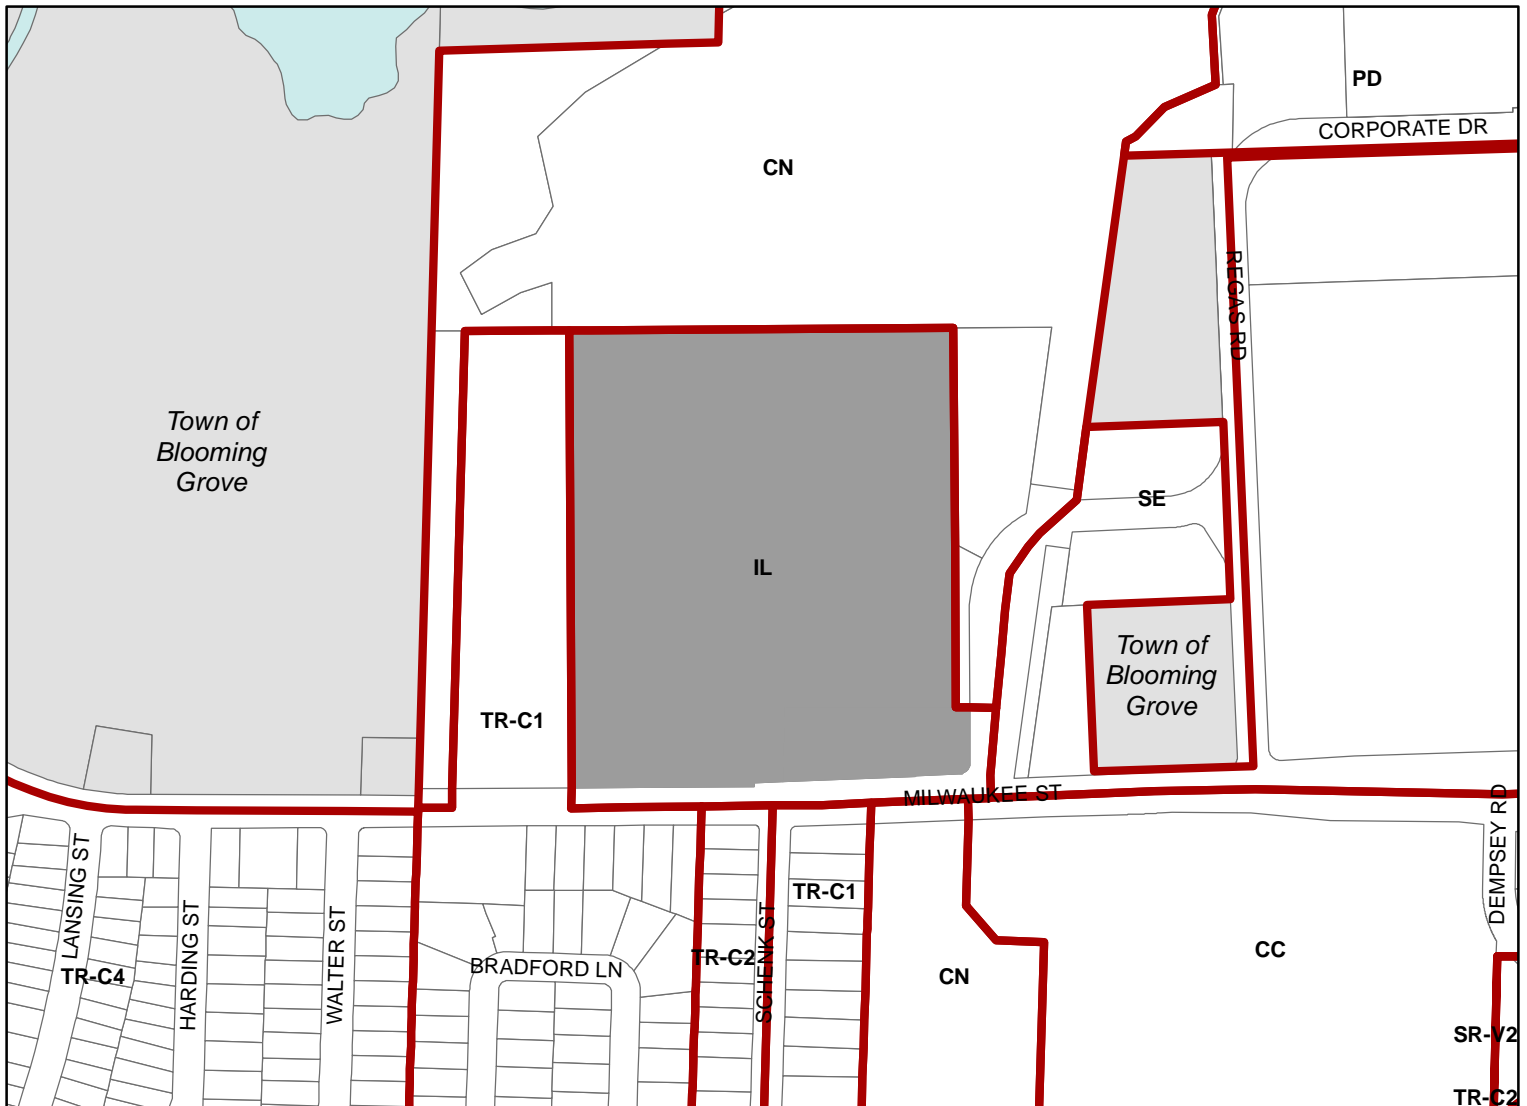 PD
CORPORATE DR
CN
REGAS RD
Town of
Blooming
Grove
SE
IL
Town of
Blooming
Grove
TR-C1
MILWAUKEE ST
DEMPSEY RD
LANSING ST
TR-C1
HARDING ST
WALTER ST
SCHENK ST
CC
TR-C2
BRADFORD LN
TR-C4
CN
SR-V2
TR-C2